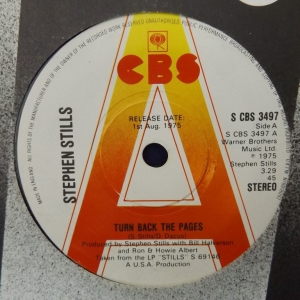 CBS
STEPHEN STILLS
RELEASE DATE:
1st Aug. 1975
S CBS 3497
Side A
S CBS 3497 A
Warner Brothers
Music Ltd.
℗ 1975
Stephen Stills
3.29
45
STEREO
TURN BACK THE PAGES
(S Stills/D Dacus)
Produced by Stephen Stills with Bill Halverson
and Ron & Howie Albert
Taken from the LP "STILLS" S 69146
A U.S.A. Production
MADE IN ENGLAND